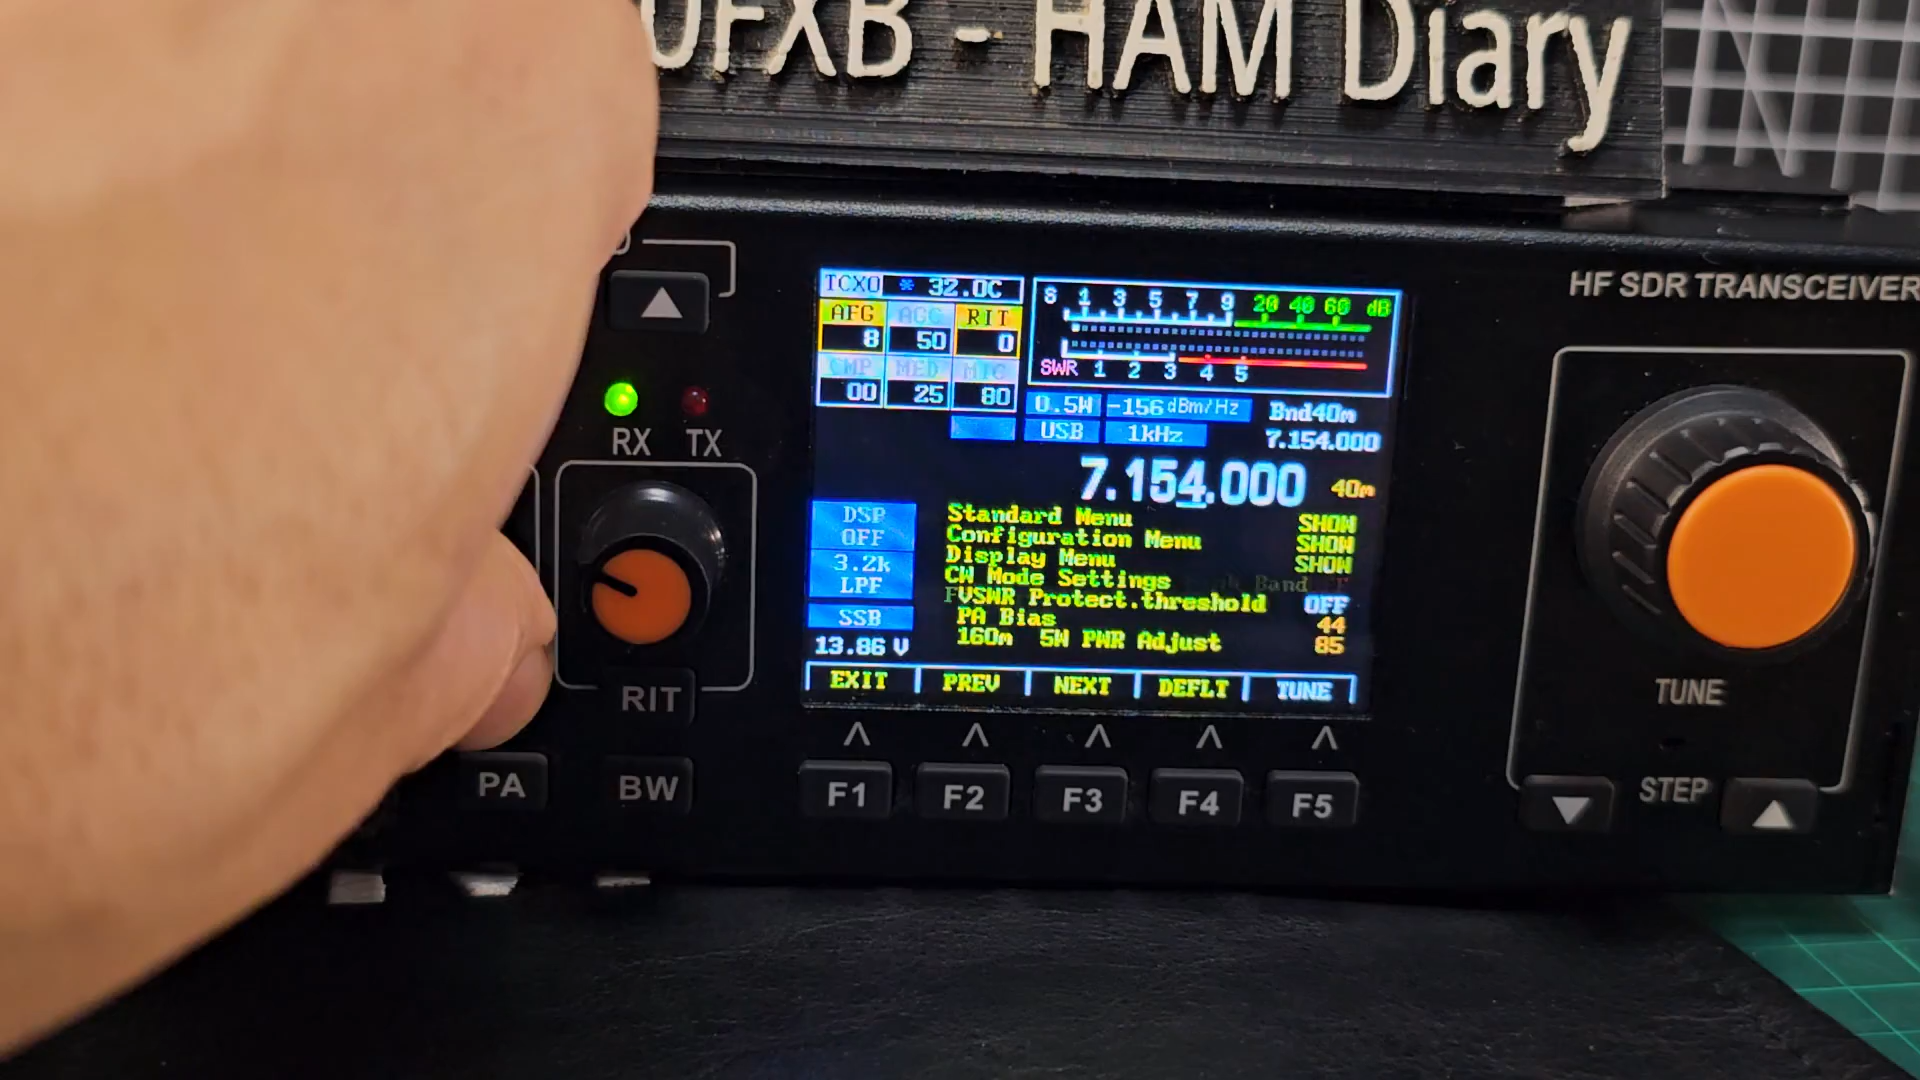 0FXB - HAM Diary
HF SDR TRANSCEIVER
TCXO * 32.0C
AFG AGC RIT
8 50 0
CMP MED MIC
00 25 80
S 1 3 5 7 9 20 40 60 dB
SWR 1 2 3 4 5
0.5W -156dBm/Hz Bnd40m
USB 1kHz 7.154.000
7.154.000 40m
DSP
OFF
3.2k
LPF
SSB
13.86 V
Standard Menu SHOW
Configuration Menu SHOW
Display Menu SHOW
CW Mode Settings Band
VSWR Protect.threshold OFF
PA Bias 44
160m 5W PWR Adjust 85
EXIT PREV NEXT DEFLT TUNE
RX TX
RIT
PA BW
F1 F2 F3 F4 F5
TUNE
STEP